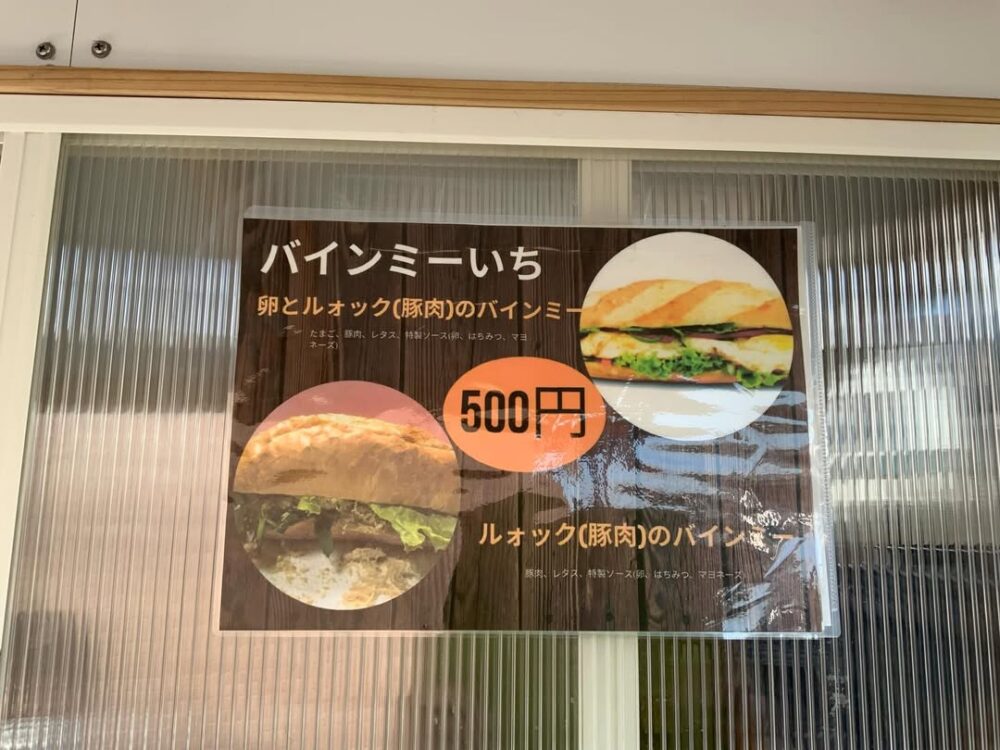 バインミーいち
卵とルォック(豚肉)のバインミー
たまご、豚肉、レタス、特製ソース(卵、はちみつ、マヨ
ネーズ)
500円
ルォック(豚肉)のバインミー
豚肉、レタス、特製ソース(卵、はちみつ、マヨネーズ